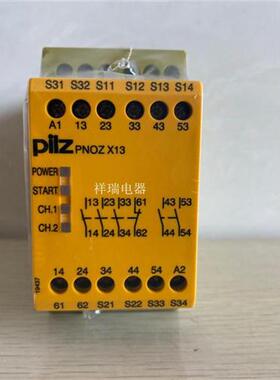 S31 S32 S11 S12 S13 S14
A1 13 23 33 43 53
pilz PNOZ X13
POWER
START
CH.1
CH.2
13 23 33 61 43 53
14 24 34 62 44 54
祥瑞电器
19437
14 24 34 44 54 A2
61 62 S21 S22 S33 S34